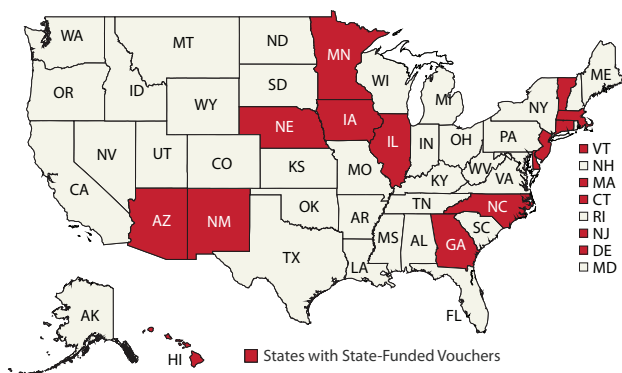 WA
MT
ND
MN
ME
OR
ID
SD
WI
MI
NY
WY
NE
IA
IL
IN
OH
PA
NV
UT
CO
KS
MO
KY
WV
VA
CA
AZ
NM
OK
AR
TN
NC
SC
TX
LA
MS
AL
GA
FL
VT
NH
MA
CT
RI
NJ
DE
MD
AK
HI
States with State-Funded Vouchers